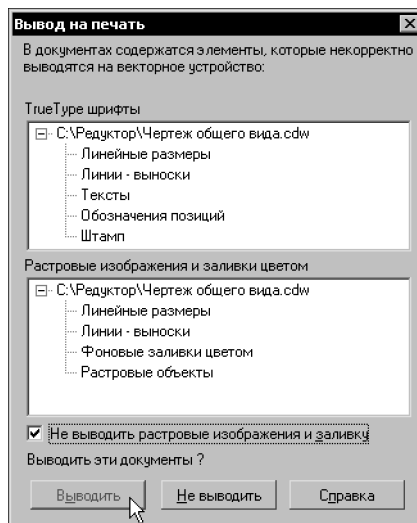 Вывод на печать
В документах содержатся элементы, которые некорректно
выводятся на векторное устройство:
TrueType шрифты
C:\Редуктор\Чертеж общего вида.cdw
Линейные размеры
Линии - выноски
Тексты
Обозначения позиций
Штамп
Растровые изображения и заливки цветом
C:\Редуктор\Чертеж общего вида.cdw
Линейные размеры
Линии - выноски
Фоновые заливки цветом
Растровые объекты
Не выводить растровые изображения и заливку
Выводить эти документы ?
Выводить Не выводить Справка